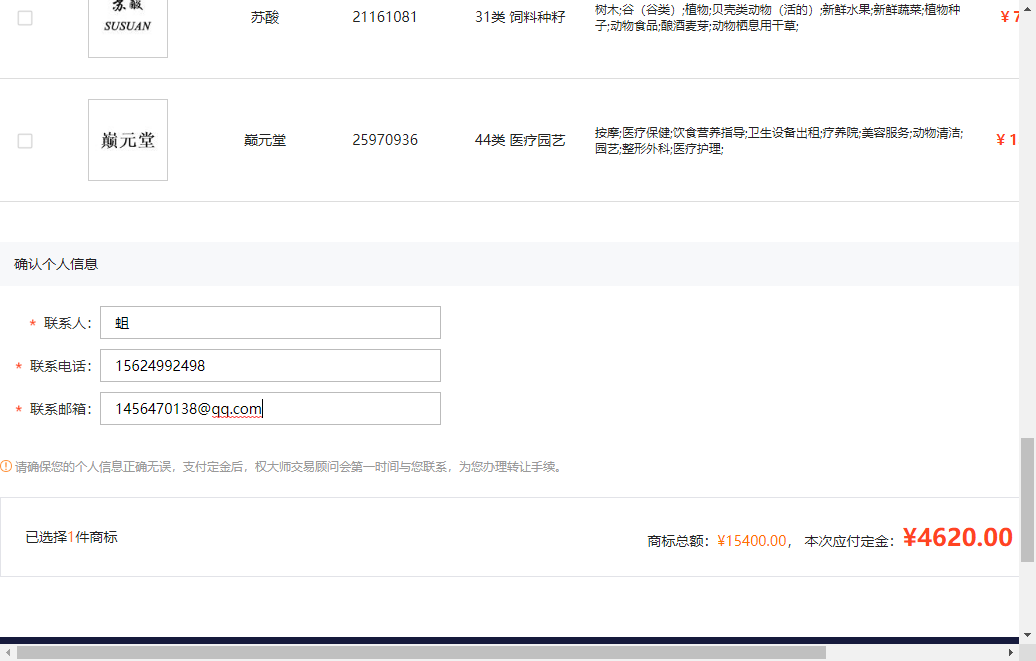 苏酸
SUSUAN
苏酸
21161081
31类 饲料种籽
树木;谷（谷类）;植物;贝壳类动物（活的）;新鲜水果;新鲜蔬菜;植物种
子;动物食品;酿酒麦芽;动物栖息用干草;
¥ 7
巅元堂
巅元堂
25970936
44类 医疗园艺
按摩;医疗保健;饮食营养指导;卫生设备出租;疗养院;美容服务;动物清洁;
园艺;整形外科;医疗护理;
¥ 1
确认个人信息
* 联系人： 蛆
* 联系电话： 15624992498
* 联系邮箱： 1456470138@qq.com
请确保您的个人信息正确无误，支付定金后，权大师交易顾问会第一时间与您联系，为您办理转让手续。
已选择1件商标
商标总额：¥15400.00， 本次应付定金：¥4620.00